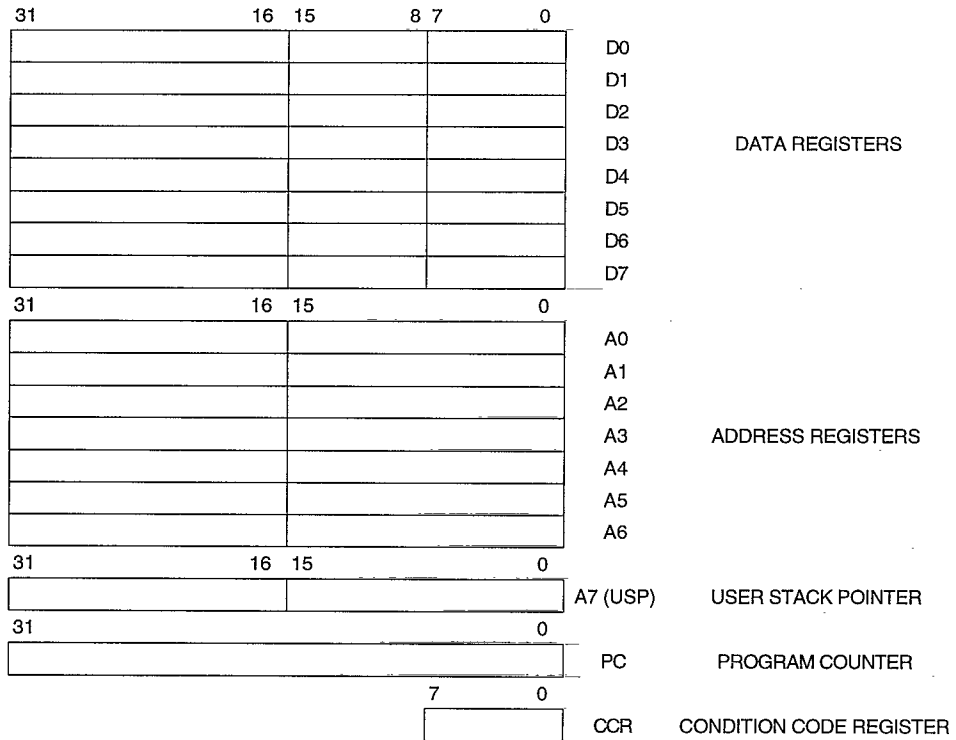 31 16 15 8 7 0
D0
D1
D2
D3 DATA REGISTERS
D4
D5
D6
D7
31 16 15 0
A0
A1
A2
A3 ADDRESS REGISTERS
A4
A5
A6
31 16 15 0
A7 (USP) USER STACK POINTER
31 0
PC PROGRAM COUNTER
7 0
CCR CONDITION CODE REGISTER